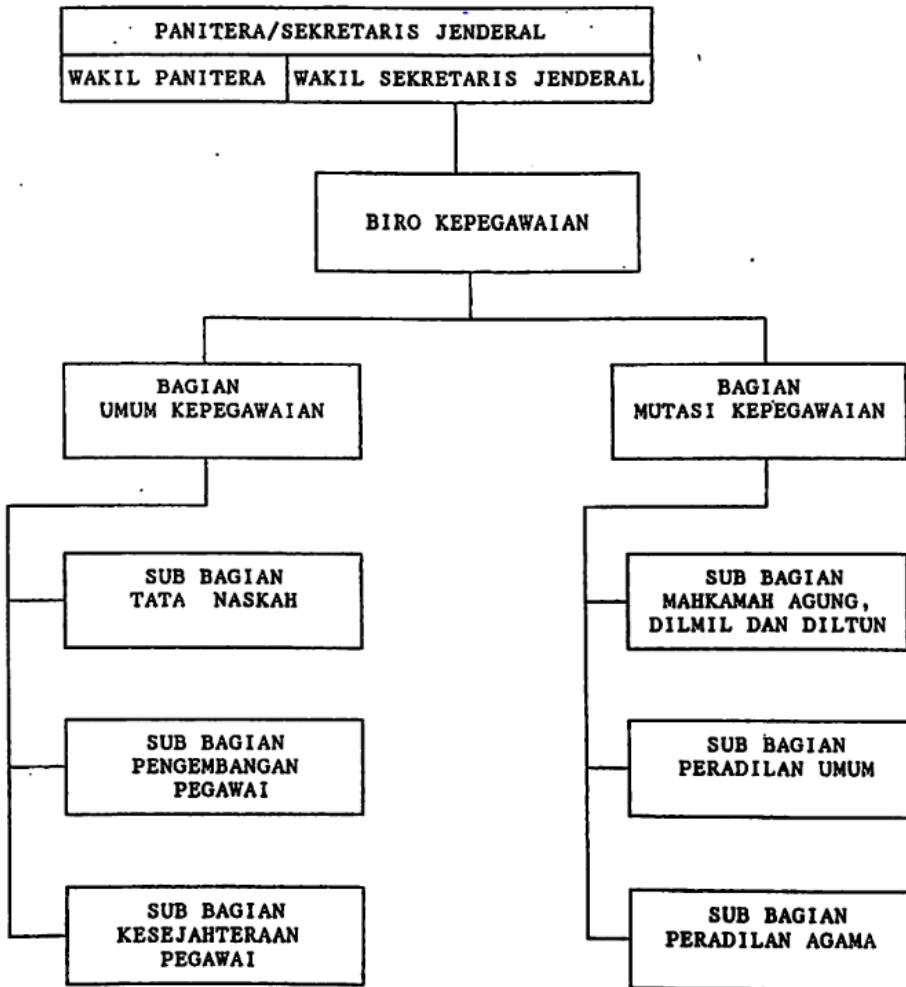 PANITERA/SEKRETARIS JENDERAL
WAKIL PANITERA
WAKIL SEKRETARIS JENDERAL
BIRO KEPEGAWAIAN
BAGIAN
UMUM KEPEGAWAIAN
BAGIAN
MUTASI KEPEGAWAIAN
SUB BAGIAN
TATA NASKAH
SUB BAGIAN
MAHKAMAH AGUNG,
DILMIL DAN DILTUN
SUB BAGIAN
PENGEMBANGAN
PEGAWAI
SUB BAGIAN
PERADILAN UMUM
SUB BAGIAN
KESEJAHTERAAN
PEGAWAI
SUB BAGIAN
PERADILAN AGAMA